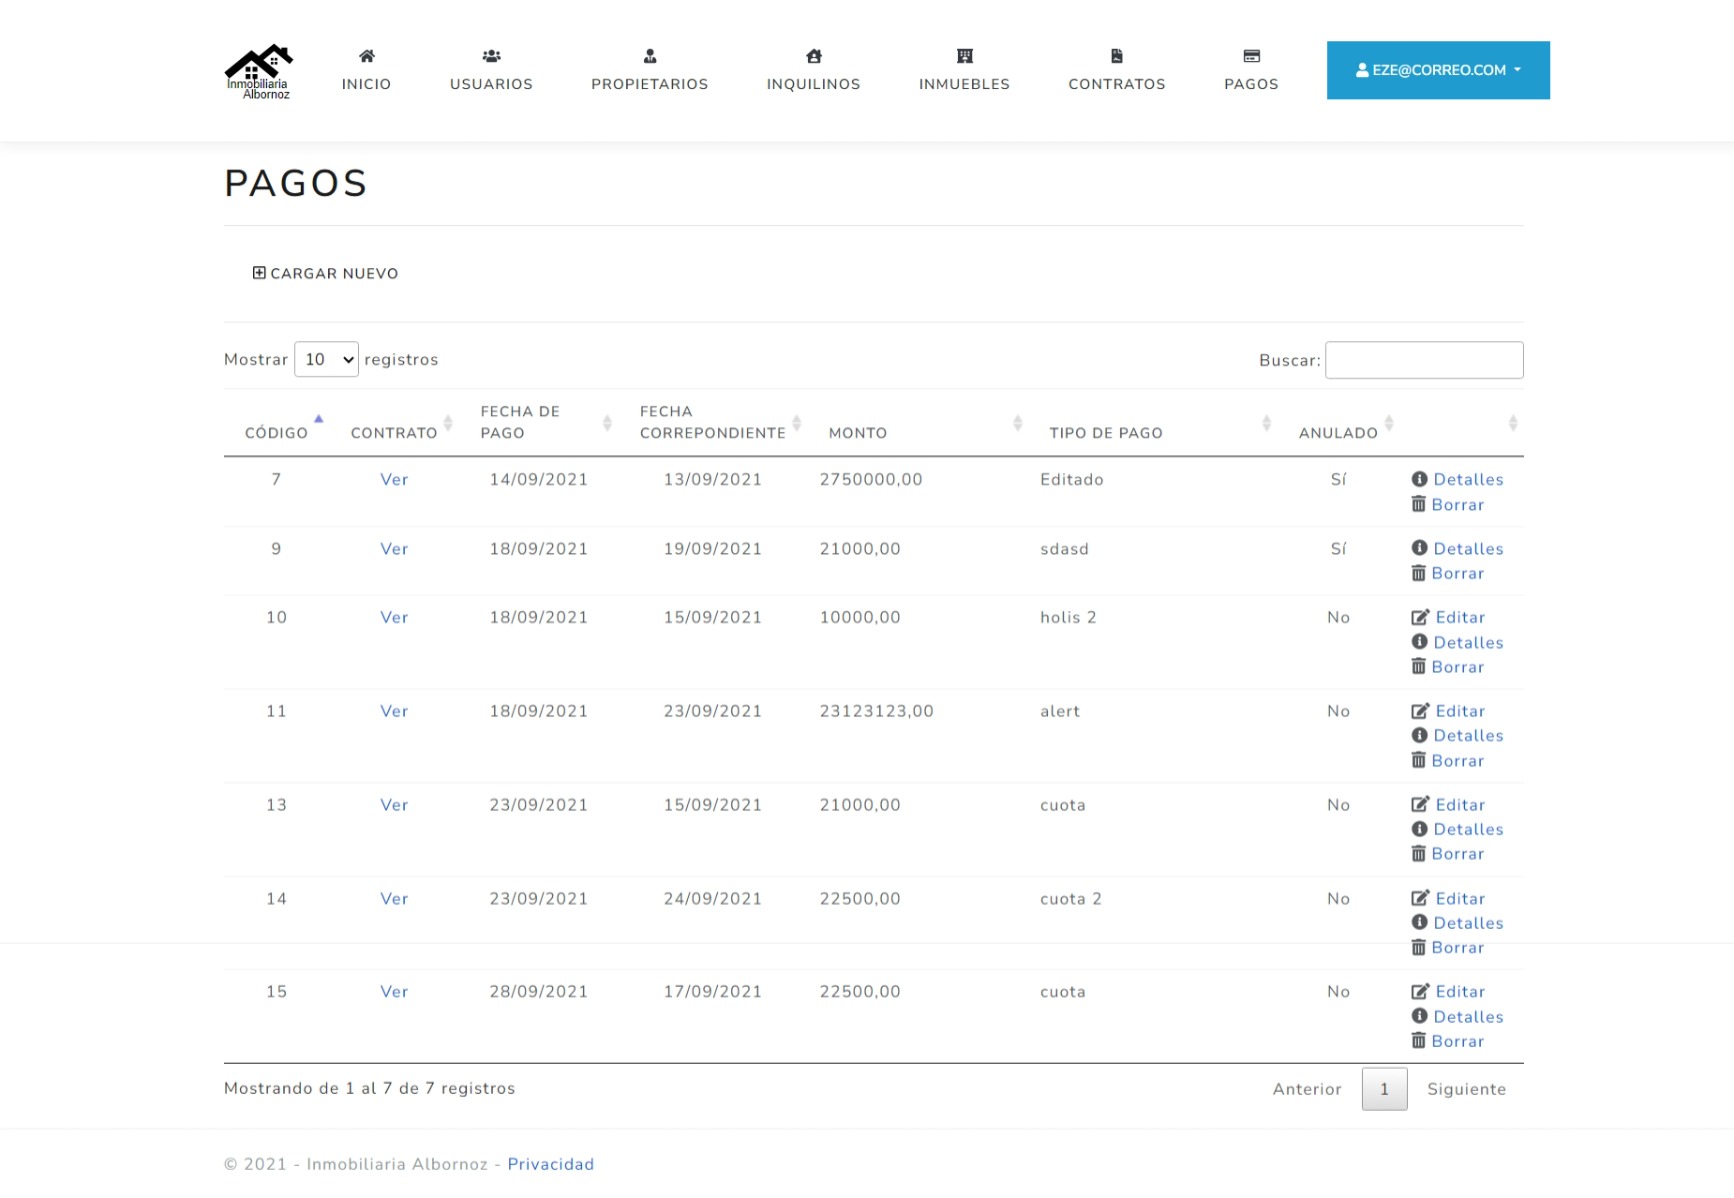 Inmobiliaria
Albornoz
INICIO
USUARIOS
PROPIETARIOS
INQUILINOS
INMUEBLES
CONTRATOS
PAGOS
EZE@CORREO.COM
PAGOS
CARGAR NUEVO
Mostrar 10 registros
Buscar:
CÓDIGO CONTRATO FECHA DE PAGO FECHA CORREPONDIENTE MONTO TIPO DE PAGO ANULADO
7 Ver 14/09/2021 13/09/2021 2750000,00 Editado Sí Detalles
Borrar
9 Ver 18/09/2021 19/09/2021 21000,00 sdasd Sí Detalles
Borrar
10 Ver 18/09/2021 15/09/2021 10000,00 holis 2 No Editar
Detalles
Borrar
11 Ver 18/09/2021 23/09/2021 23123123,00 alert No Editar
Detalles
Borrar
13 Ver 23/09/2021 15/09/2021 21000,00 cuota No Editar
Detalles
Borrar
14 Ver 23/09/2021 24/09/2021 22500,00 cuota 2 No Editar
Detalles
Borrar
15 Ver 28/09/2021 17/09/2021 22500,00 cuota No Editar
Detalles
Borrar
Mostrando de 1 al 7 de 7 registros
Anterior 1 Siguiente
© 2021 - Inmobiliaria Albornoz - Privacidad